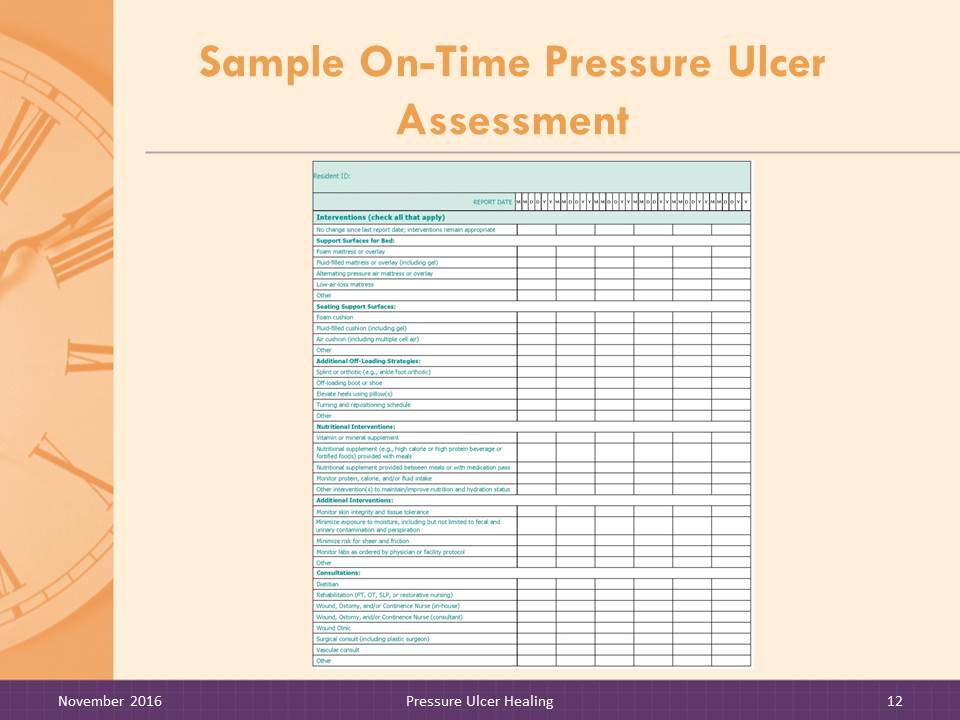 Sample On-Time Pressure Ulcer
Assessment
Resident ID:
REPORT DATE M M D D Y Y M M D D Y Y M M D D Y Y M M D D Y Y M M D D Y Y M M D D Y Y
Interventions (check all that apply)
No change since last report date; interventions remain appropriate
Support Surfaces for Bed:
Foam mattress or overlay
Fluid-filled mattress or overlay (including gel)
Alternating pressure air mattress or overlay
Low-air-loss mattress
Other
Seating Support Surfaces:
Foam cushion
Fluid-filled cushion (including gel)
Air cushion (including multiple cell air)
Other
Additional Off-Loading Strategies:
Splint or orthotic (e.g., ankle foot orthotic)
Off-loading boot or shoe
Elevate heels using pillow(s)
Turning and repositioning schedule
Other
Nutritional Interventions:
Vitamin or mineral supplement
Nutritional supplement (e.g., high calorie or high protein beverage or
fortified foods) provided with meals
Nutritional supplement provided between meals or with medication pass
Monitor protein, calorie, and/or fluid intake
Other intervention(s) to maintain/improve nutrition and hydration status
Additional Interventions:
Monitor skin integrity and tissue tolerance
Minimize exposure to moisture, including but not limited to fecal and
urinary contamination and perspiration
Minimize risk for sheer and friction
Monitor labs as ordered by physician or facility protocol
Other
Consultations:
Dietitian
Rehabilitation (PT, OT, SLP, or restorative nursing)
Wound, Ostomy, and/or Continence Nurse (in-house)
Wound, Ostomy, and/or Continence Nurse (consultant)
Wound Clinic
Surgical consult (including plastic surgeon)
Vascular consult
Other
November 2016
Pressure Ulcer Healing
12